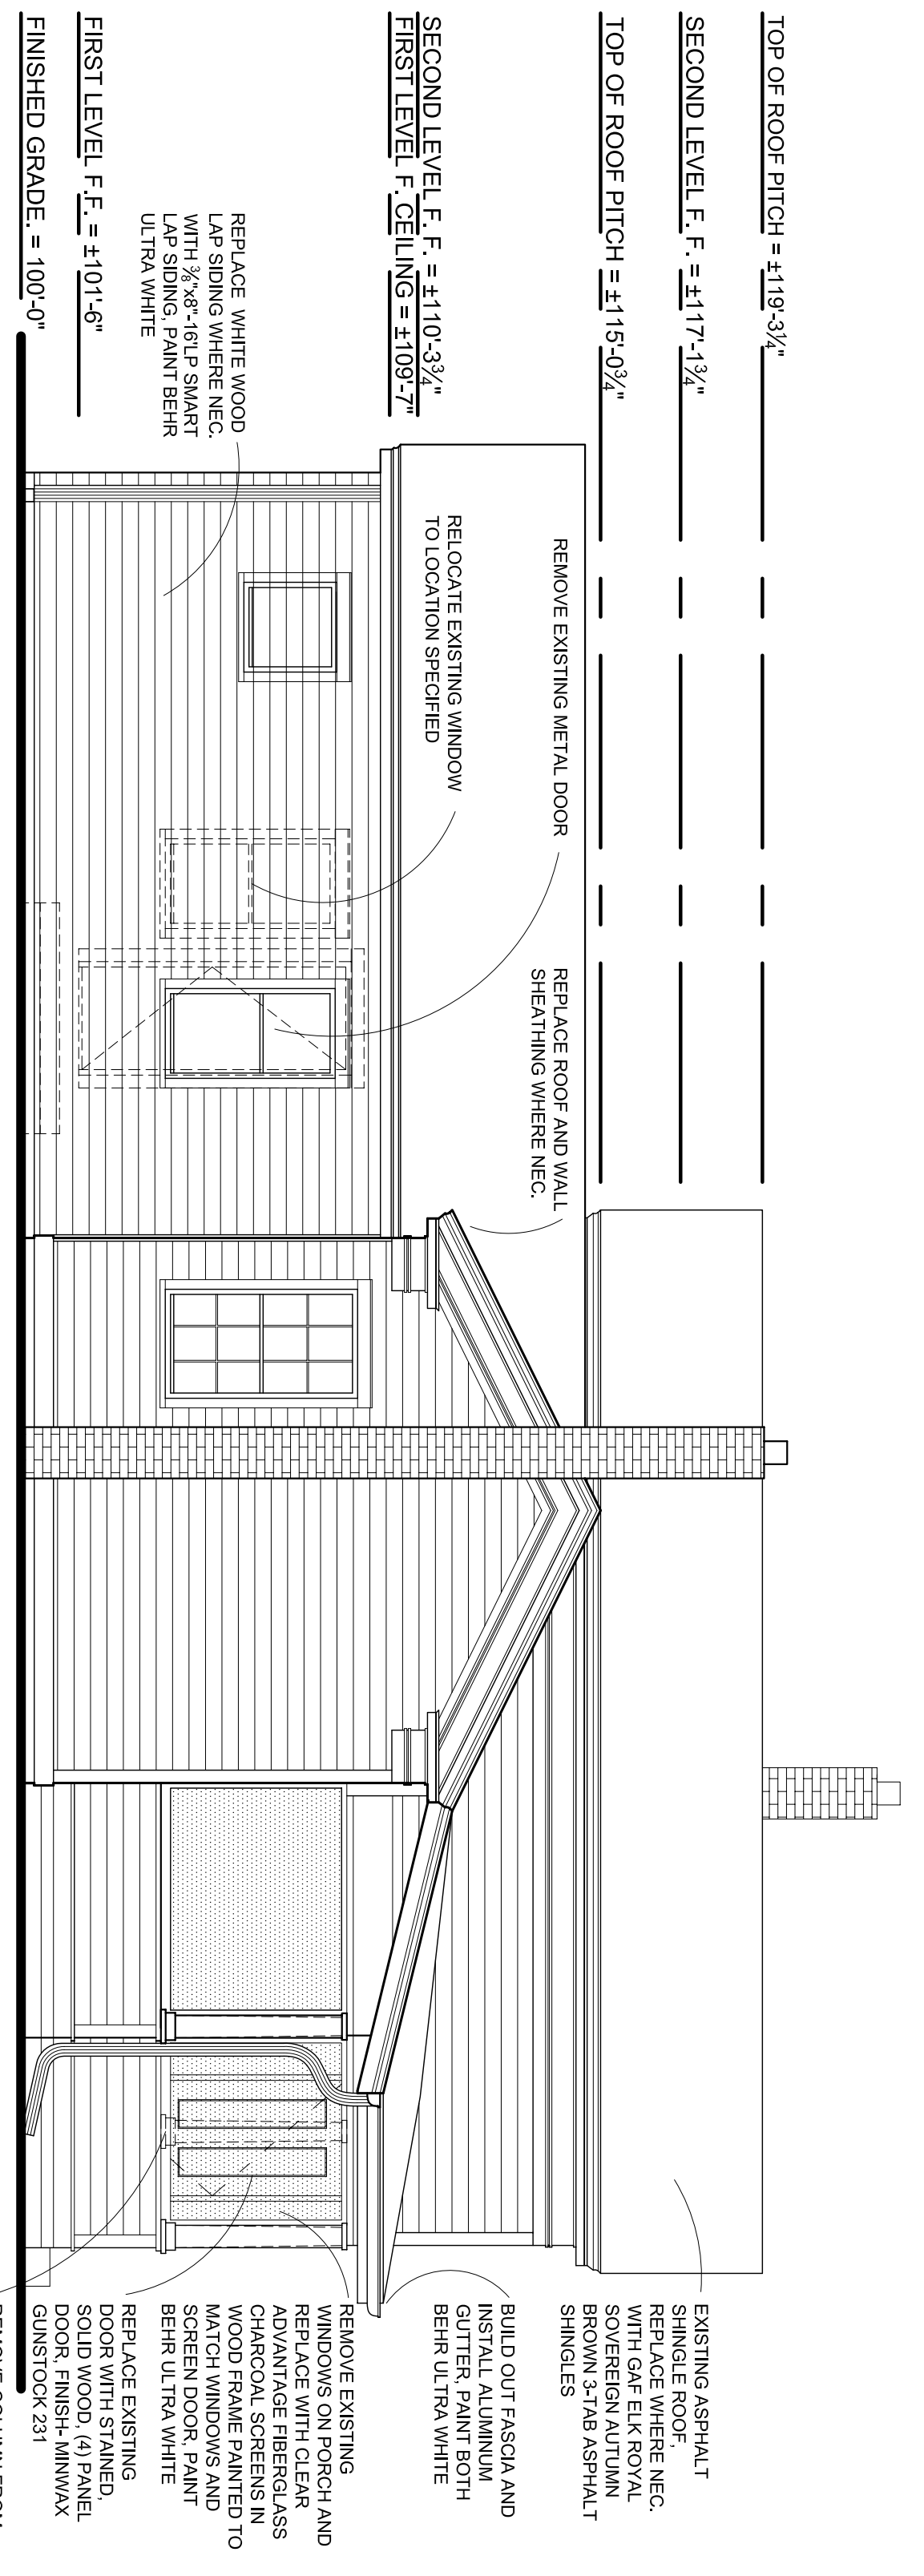 TOP OF ROOF PITCH = ±119'-3¼"
SECOND LEVEL F. F. = ±117'-1¾"
TOP OF ROOF PITCH = ±115'-0¾"
SECOND LEVEL F. F. = ±110'-3¾"
FIRST LEVEL F. CEILING = ±109'-7"
FIRST LEVEL F.F. = ±101'-6"
FINISHED GRADE. = 100'-0"
REPLACE WHITE WOOD
LAP SIDING WHERE NEC.
WITH ⅜"x8"-16'LP SMART
LAP SIDING, PAINT BEHR
ULTRA WHITE
RELOCATE EXISTING WINDOW
TO LOCATION SPECIFIED
REMOVE EXISTING METAL DOOR
REPLACE ROOF AND WALL
SHEATHING WHERE NEC.
EXISTING ASPHALT
SHINGLE ROOF,
REPLACE WHERE NEC.
WITH GAF ELK ROYAL
SOVEREIGN AUTUMN
BROWN 3-TAB ASPHALT
SHINGLES
BUILD OUT FASCIA AND
INSTALL ALUMINUM
GUTTER, PAINT BOTH
BEHR ULTRA WHITE
REMOVE EXISTING
WINDOWS ON PORCH AND
REPLACE WITH CLEAR
ADVANTAGE FIBERGLASS
CHARCOAL SCREENS IN
WOOD FRAME PAINTED TO
MATCH WINDOWS AND
SCREEN DOOR, PAINT
BEHR ULTRA WHITE
REPLACE EXISTING
DOOR WITH STAINED,
SOLID WOOD, (4) PANEL
DOOR, FINISH- MINWAX
GUNSTOCK 231